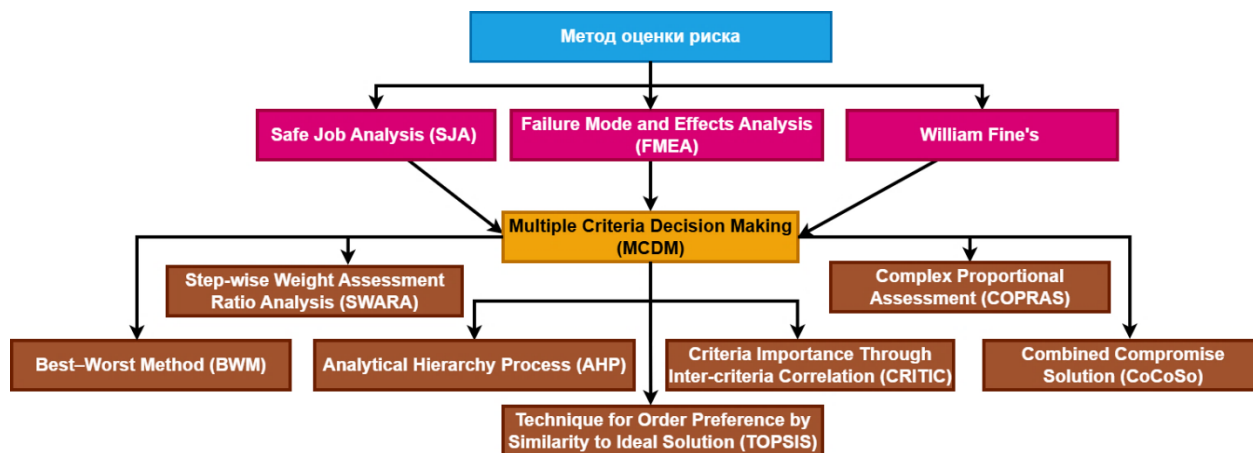 Метод оценки риска
Safe Job Analysis (SJA)
Failure Mode and Effects Analysis
(FMEA)
William Fine's
Multiple Criteria Decision Making
(MCDM)
Step-wise Weight Assessment
Ratio Analysis (SWARA)
Complex Proportional
Assessment (COPRAS)
Best–Worst Method (BWM)
Analytical Hierarchy Process (AHP)
Criteria Importance Through
Inter-criteria Correlation (CRITIC)
Combined Compromise
Solution (CoCoSo)
Technique for Order Preference by
Similarity to Ideal Solution (TOPSIS)